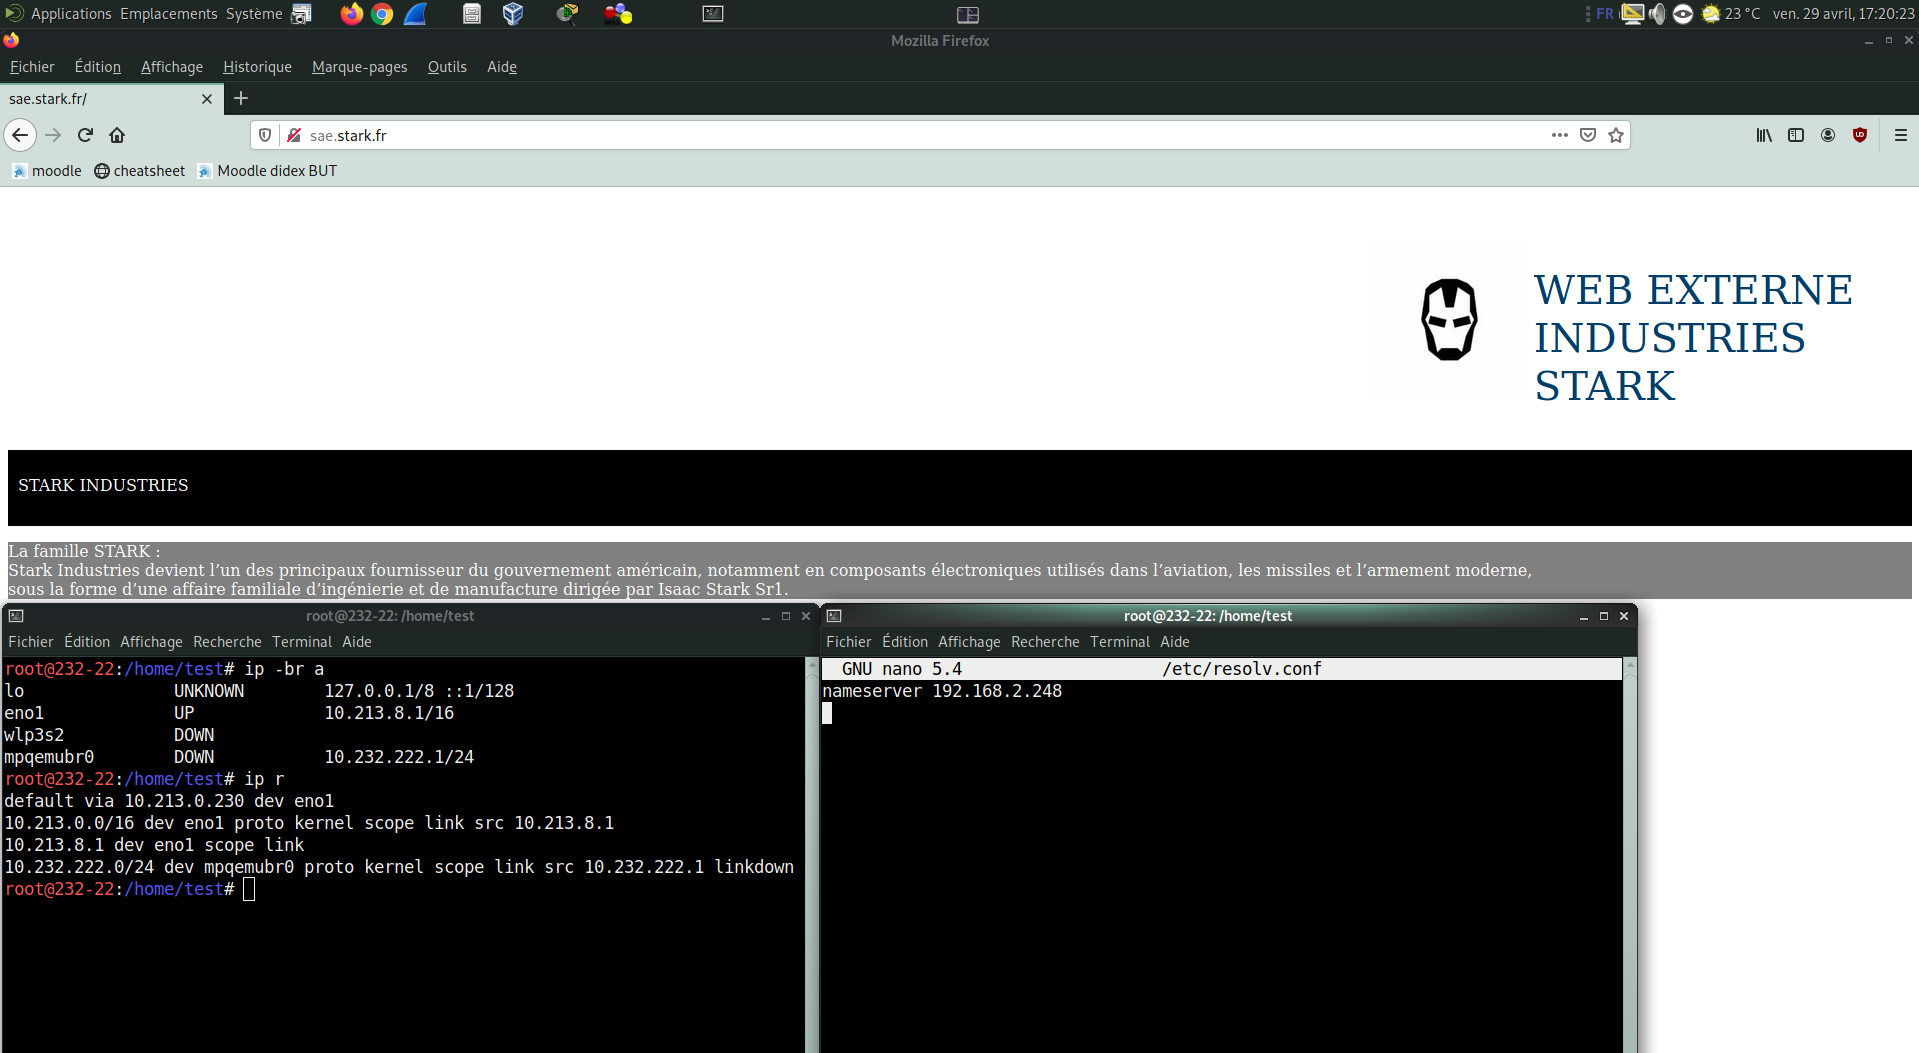 Applications Emplacements Système
FR 23 °C ven. 29 avril, 17:20:23
Mozilla Firefox
Fichier Édition Affichage Historique Marque-pages Outils Aide
sae.stark.fr/
sae.stark.fr
moodle cheatsheet Moodle didex BUT
WEB EXTERNE
INDUSTRIES
STARK
STARK INDUSTRIES
La famille STARK :
Stark Industries devient l’un des principaux fournisseur du gouvernement américain, notamment en composants électroniques utilisés dans l’aviation, les missiles et l’armement moderne,
sous la forme d’une affaire familiale d’ingénierie et de manufacture dirigée par Isaac Stark Sr1.
root@232-22: /home/test
Fichier Édition Affichage Recherche Terminal Aide
root@232-22:/home/test# ip -br a
lo UNKNOWN 127.0.0.1/8 ::1/128
eno1 UP 10.213.8.1/16
wlp3s2 DOWN
mpqemubr0 DOWN 10.232.222.1/24
root@232-22:/home/test# ip r
default via 10.213.0.230 dev eno1
10.213.0.0/16 dev eno1 proto kernel scope link src 10.213.8.1
10.213.8.1 dev eno1 scope link
10.232.222.0/24 dev mpqemubr0 proto kernel scope link src 10.232.222.1 linkdown
root@232-22:/home/test#
root@232-22: /home/test
Fichier Édition Affichage Recherche Terminal Aide
GNU nano 5.4 /etc/resolv.conf
nameserver 192.168.2.248